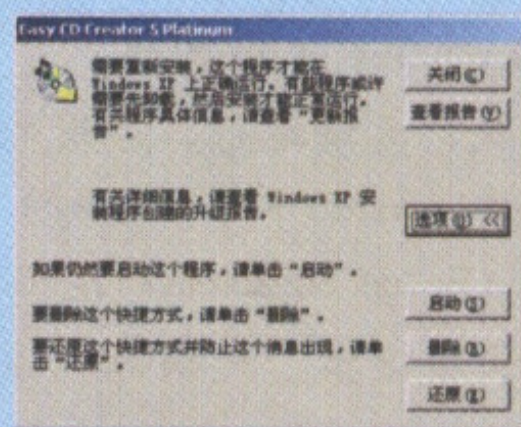 Easy CD Creator 5 Platinum
需要重新安装，这个程序才能在
Windows XP 上正确运行。有些程序或许
需要先卸载，然后安装才能正常运行。
有关程序具体信息，请查看“更新报
告”。
关闭(C)
查看报告(V)
有关详细信息，请查看 Windows XP 安
装程序创建的升级报告。
选项(O) <<
如果仍然要启动这个程序，请单击“启动”。
启动(I)
要删除这个快捷方式，请单击“删除”。
删除(D)
要还原这个快捷方式并防止这个消息出现，请单
击“还原”。
还原(R)